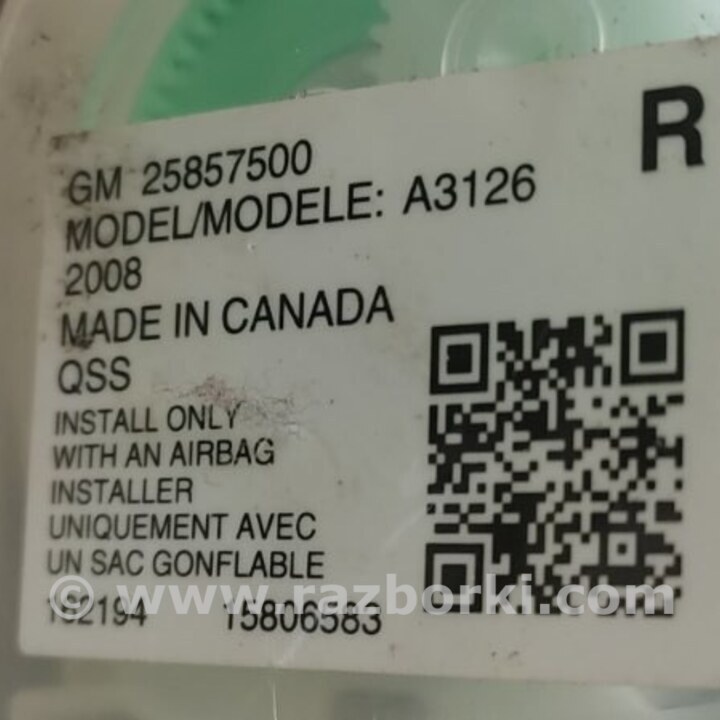 R
GM 25857500
MODEL/MODELE: A3126
2008
MADE IN CANADA
QSS
INSTALL ONLY
WITH AN AIRBAG
INSTALLER
UNIQUEMENT AVEC
UN SAC GONFLABLE
152194 15806583
© www.razborki.com